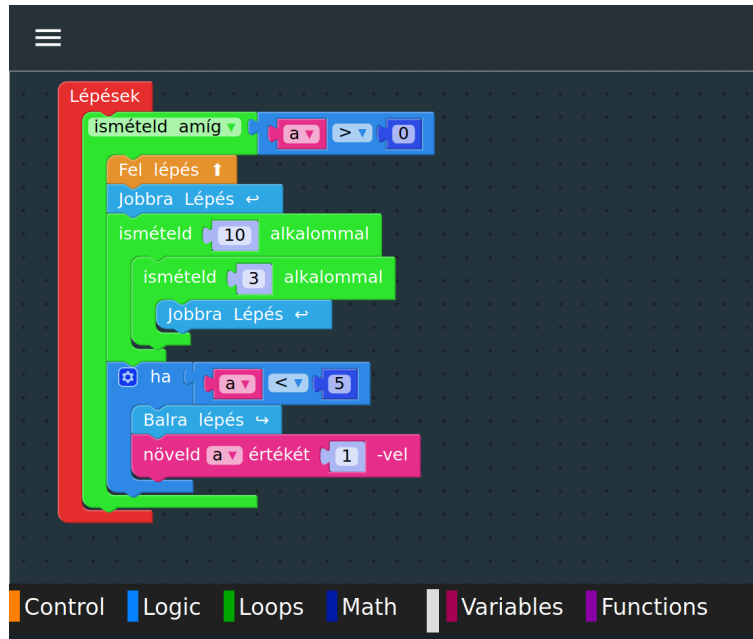 Lépések
ismételd amíg ▾ a ▾ > ▾ 0
Fel lépés ⬆
Jobbra Lépés ↩
ismételd 10 alkalommal
ismételd 3 alkalommal
Jobbra Lépés ↩
ha a ▾ < ▾ 5
Balra lépés ↪
növeld a ▾ értékét 1 -vel
Control Logic Loops Math Variables Functions